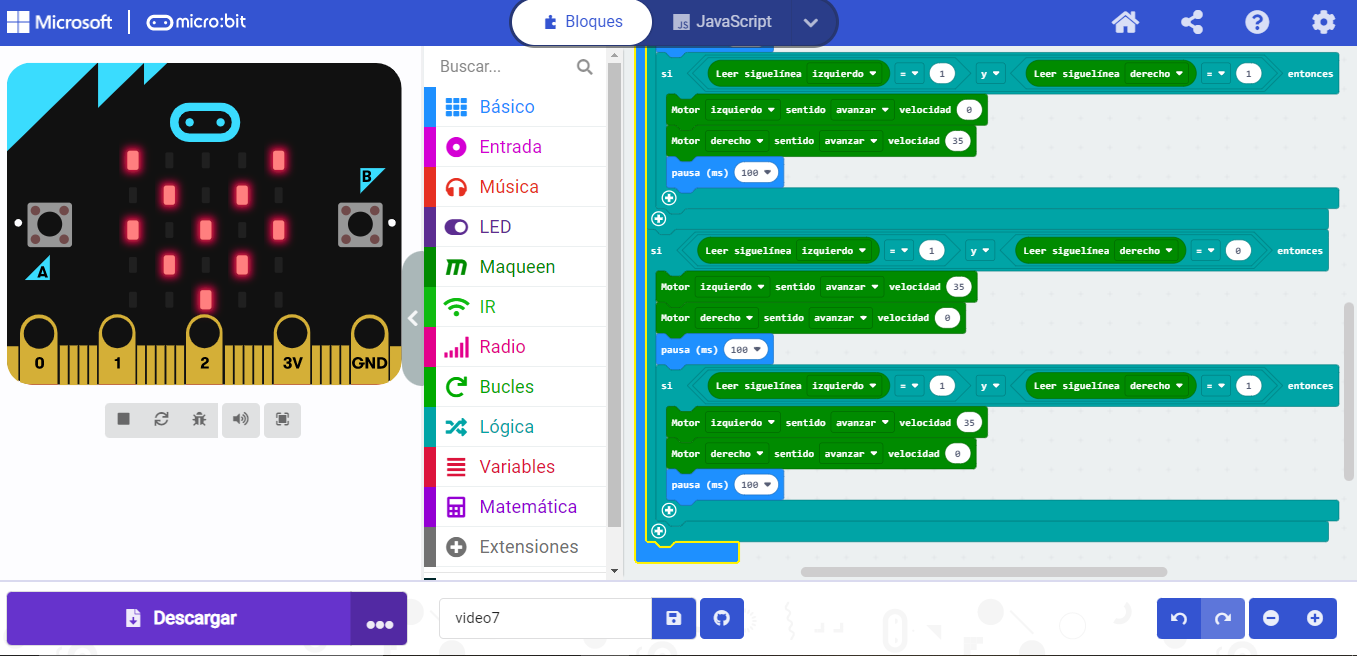 Microsoft micro:bit Bloques JavaScript
Buscar...
Básico
Entrada
Música
LED
Maqueen
IR
Radio
Bucles
Lógica
Variables
Matemática
Extensiones
B
A
0 1 2 3V GND
si Leer siguelínea izquierdo = 1 y Leer siguelínea derecho = 1 entonces
Motor izquierdo sentido avanzar velocidad 0
Motor derecho sentido avanzar velocidad 35
pausa (ms) 100
si Leer siguelínea izquierdo = 1 y Leer siguelínea derecho = 0 entonces
Motor izquierdo sentido avanzar velocidad 35
Motor derecho sentido avanzar velocidad 0
pausa (ms) 100
si Leer siguelínea izquierdo = 1 y Leer siguelínea derecho = 1 entonces
Motor izquierdo sentido avanzar velocidad 35
Motor derecho sentido avanzar velocidad 0
pausa (ms) 100
Descargar
video7